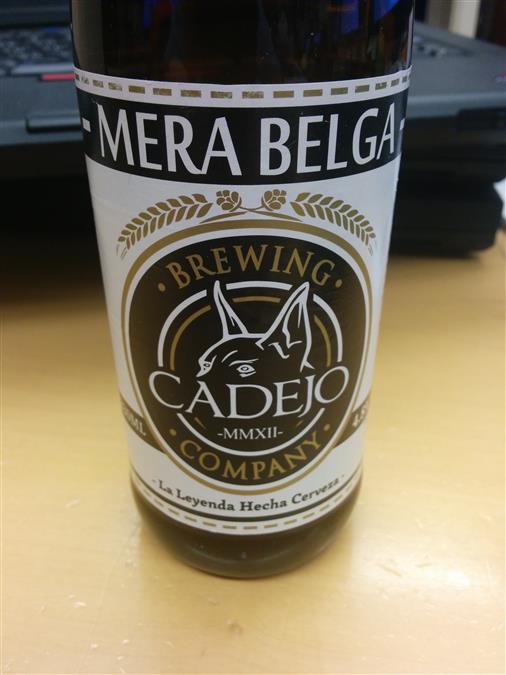 - MERA BELGA -
· BREWING ·
CADEJO
-MMXII-
· COMPANY ·
- La Leyenda Hecha Cerveza -